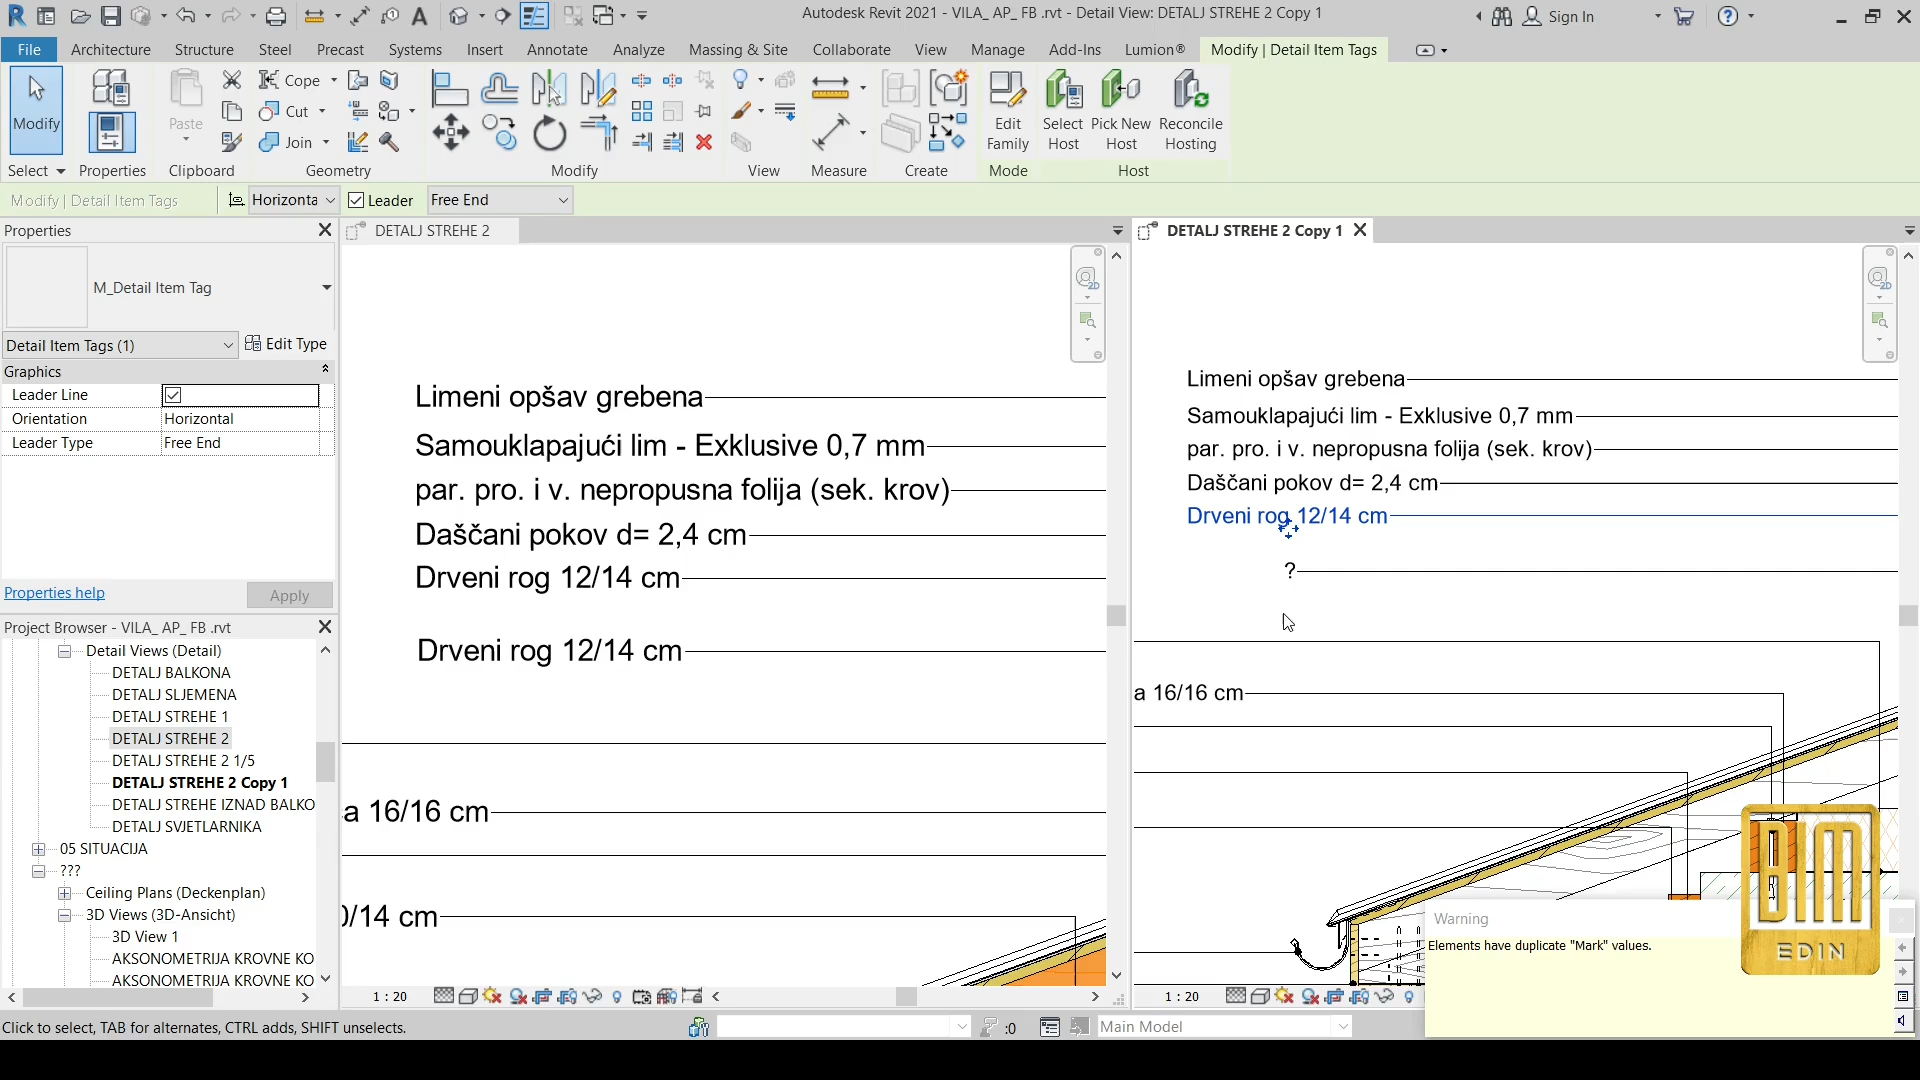 Autodesk Revit 2021 - VILA_ AP_ FB .rvt - Detail View: DETALJ STREHE 2 Copy 1
Sign In
File Architecture Structure Steel Precast Systems Insert Annotate Analyze Massing & Site Collaborate View Manage Add-Ins Lumion® Modify | Detail Item Tags
Modify
Paste
Cope
Cut
Join
Edit Family
Select Host
Pick New Host
Reconcile Hosting
Select Properties Clipboard Geometry Modify View Measure Create Mode Host
Modify | Detail Item Tags Horizonta Leader Free End
Properties
M_Detail Item Tag
Detail Item Tags (1) Edit Type
Graphics
Leader Line
Orientation Horizontal
Leader Type Free End
Properties help Apply
Project Browser - VILA_ AP_ FB .rvt
Detail Views (Detail)
DETALJ BALKONA
DETALJ SLJEMENA
DETALJ STREHE 1
DETALJ STREHE 2
DETALJ STREHE 2 1/5
DETALJ STREHE 2 Copy 1
DETALJ STREHE IZNAD BALKO
DETALJ SVJETLARNIKA
05 SITUACIJA
???
Ceiling Plans (Deckenplan)
3D Views (3D-Ansicht)
3D View 1
AKSONOMETRIJA KROVNE KO
AKSONOMETRIJA KROVNE KO
DETALJ STREHE 2
2D
Limeni opšav grebena
Samouklapajući lim - Exklusive 0,7 mm
par. pro. i v. nepropusna folija (sek. krov)
Daščani pokov d= 2,4 cm
Drveni rog 12/14 cm
Drveni rog 12/14 cm
a 16/16 cm
0/14 cm
1 : 20
DETALJ STREHE 2 Copy 1
2D
Limeni opšav grebena
Samouklapajući lim - Exklusive 0,7 mm
par. pro. i v. nepropusna folija (sek. krov)
Daščani pokov d= 2,4 cm
Drveni rog 12/14 cm
?
a 16/16 cm
1 : 20
BIM
EDIN
Warning
Elements have duplicate "Mark" values.
Click to select, TAB for alternates, CTRL adds, SHIFT unselects.
:0
Main Model